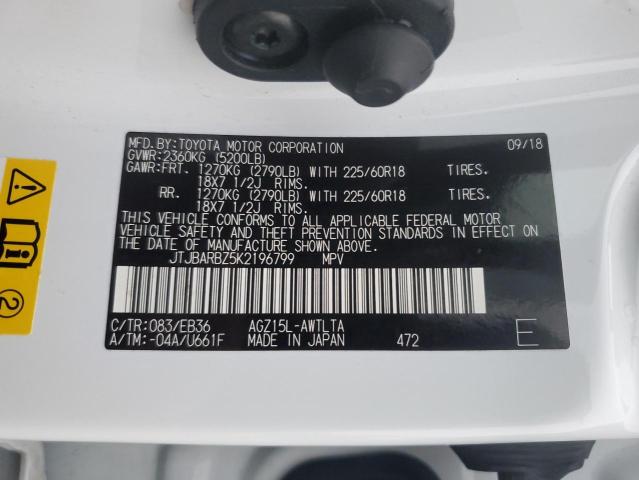 MFD.BY:TOYOTA MOTOR CORPORATION 09/18
GVWR:2360KG (5200LB)
GAWR:FRT. 1270KG (2790LB) WITH 225/60R18 TIRES.
18X7 1/2J RIMS.
RR. 1270KG (2790LB) WITH 225/60R18 TIRES.
18X7 1/2J RIMS.
THIS VEHICLE CONFORMS TO ALL APPLICABLE FEDERAL MOTOR
VEHICLE SAFETY AND THEFT PREVENTION STANDARDS IN EFFECT ON
THE DATE OF MANUFACTURE SHOWN ABOVE.
JTJBARBZ5K2196799 MPV
C/TR:083/EB36 AGZ15L-AWTLTA
A/TM:-04A/U661F MADE IN JAPAN 472 E
2